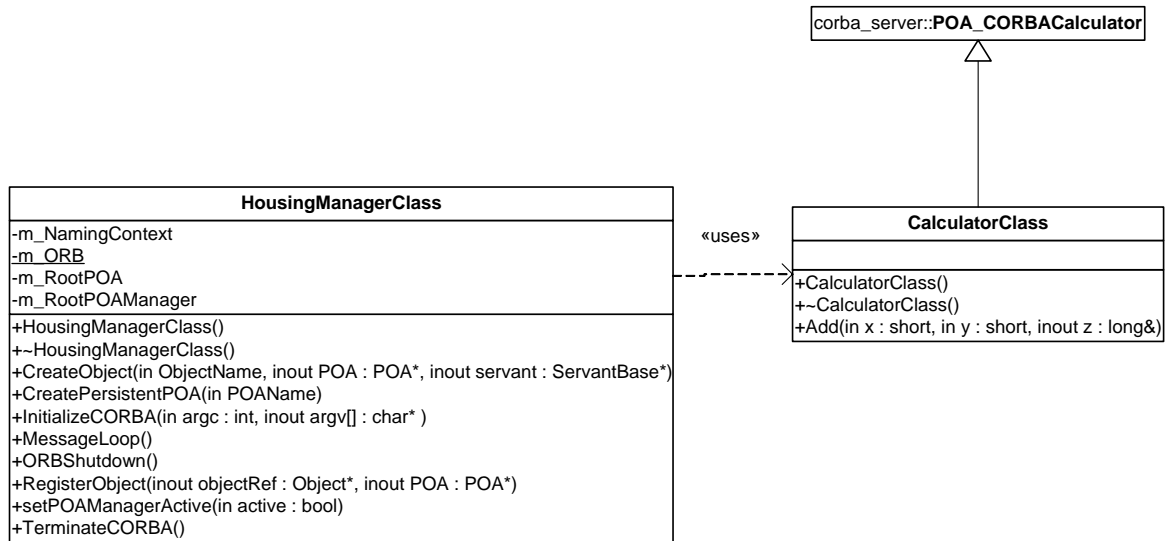 corba_server::POA_CORBACalculator
HousingManagerClass
-m_NamingContext
-m_ORB
-m_RootPOA
-m_RootPOAManager
+HousingManagerClass()
+~HousingManagerClass()
+CreateObject(in ObjectName, inout POA : POA*, inout servant : ServantBase*)
+CreatePersistentPOA(in POAName)
+InitializeCORBA(in argc : int, inout argv[] : char* )
+MessageLoop()
+ORBShutdown()
+RegisterObject(inout objectRef : Object*, inout POA : POA*)
+setPOAManagerActive(in active : bool)
+TerminateCORBA()
«uses»
CalculatorClass
+CalculatorClass()
+~CalculatorClass()
+Add(in x : short, in y : short, inout z : long&)